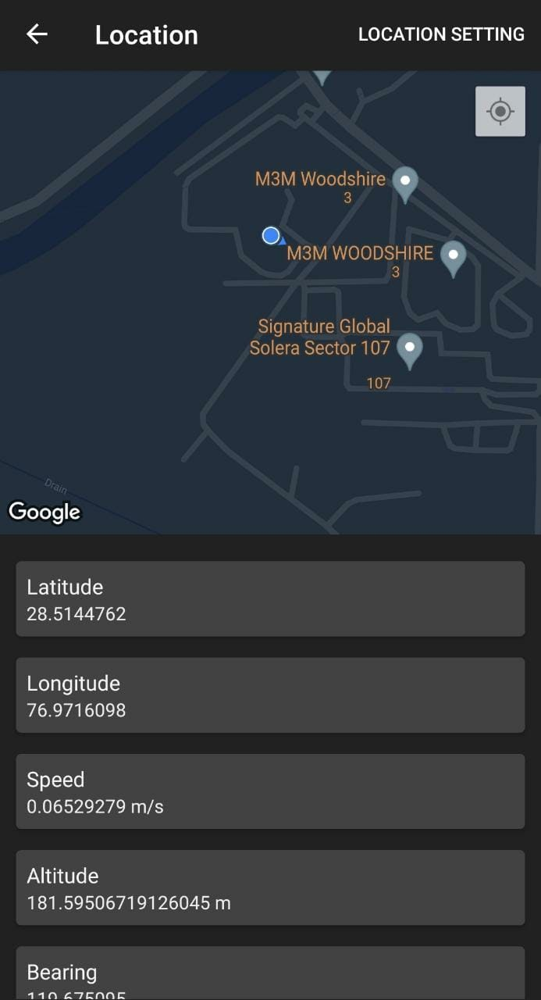 Location
LOCATION SETTING
M3M Woodshire
3
M3M WOODSHIRE
3
Signature Global
Solera Sector 107
107
Drain
Google
Latitude
28.5144762
Longitude
76.9716098
Speed
0.06529279 m/s
Altitude
181.59506719126045 m
Bearing
119.675095